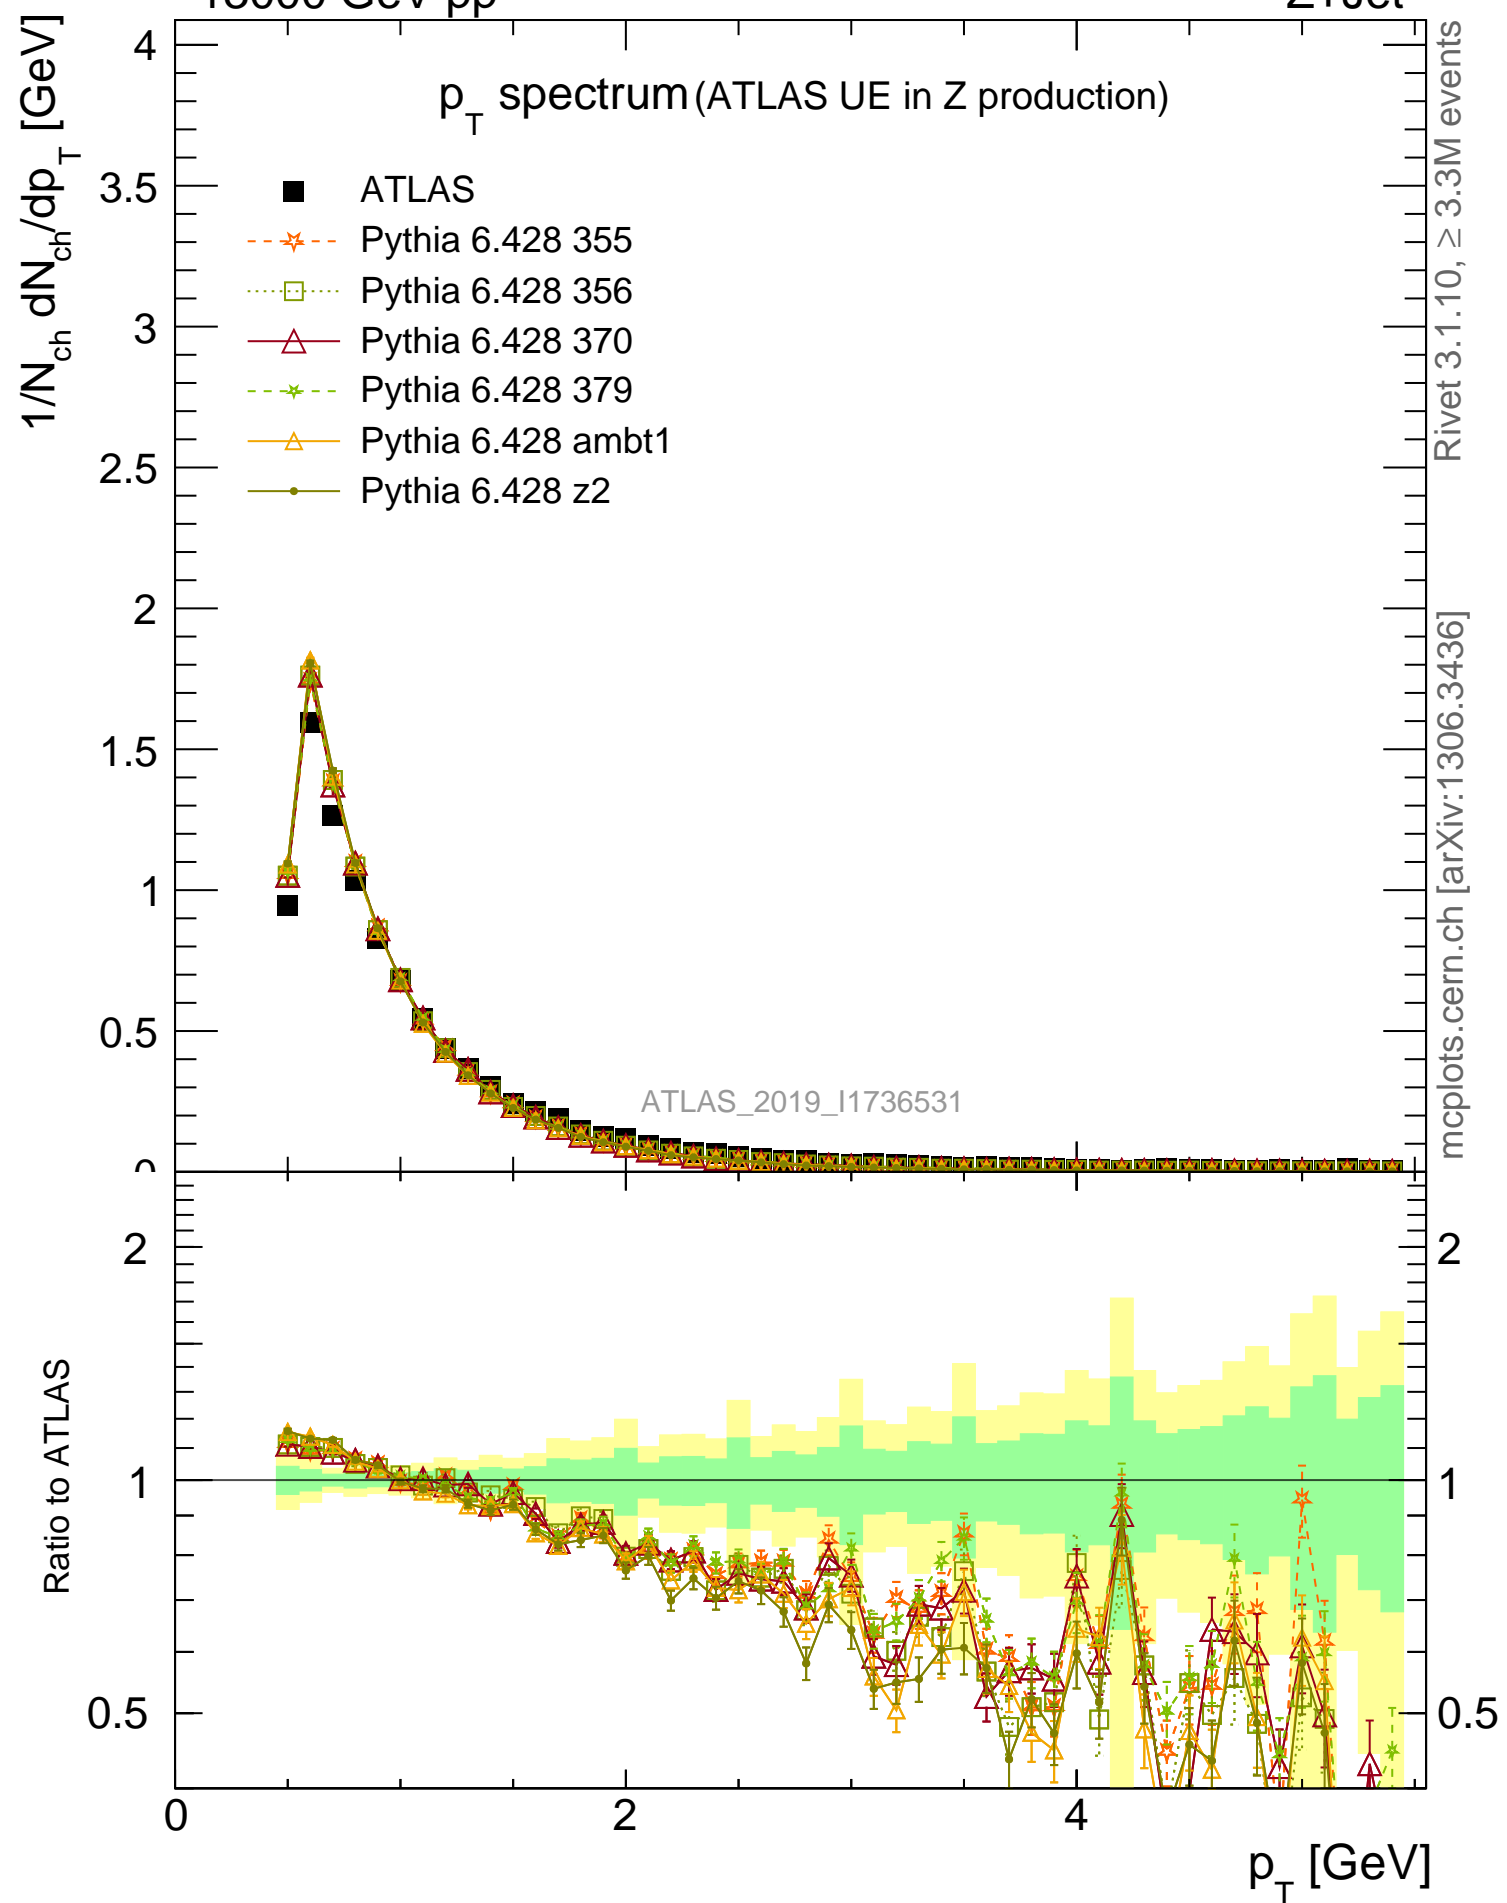 13000 GeV pp
Z+Jet
p_T spectrum (ATLAS UE in Z production)
1/N_ch dN_ch/dp_T [GeV]
4
3.5
3
2.5
2
1.5
1
0.5
0
ATLAS
Pythia 6.428 355
Pythia 6.428 356
Pythia 6.428 370
Pythia 6.428 379
Pythia 6.428 ambt1
Pythia 6.428 z2
ATLAS_2019_I1736531
Rivet 3.1.10, ≥ 3.3M events
mcplots.cern.ch [arXiv:1306.3436]
Ratio to ATLAS
2
1
0.5
2
1
0.5
0
2
4
p_T [GeV]